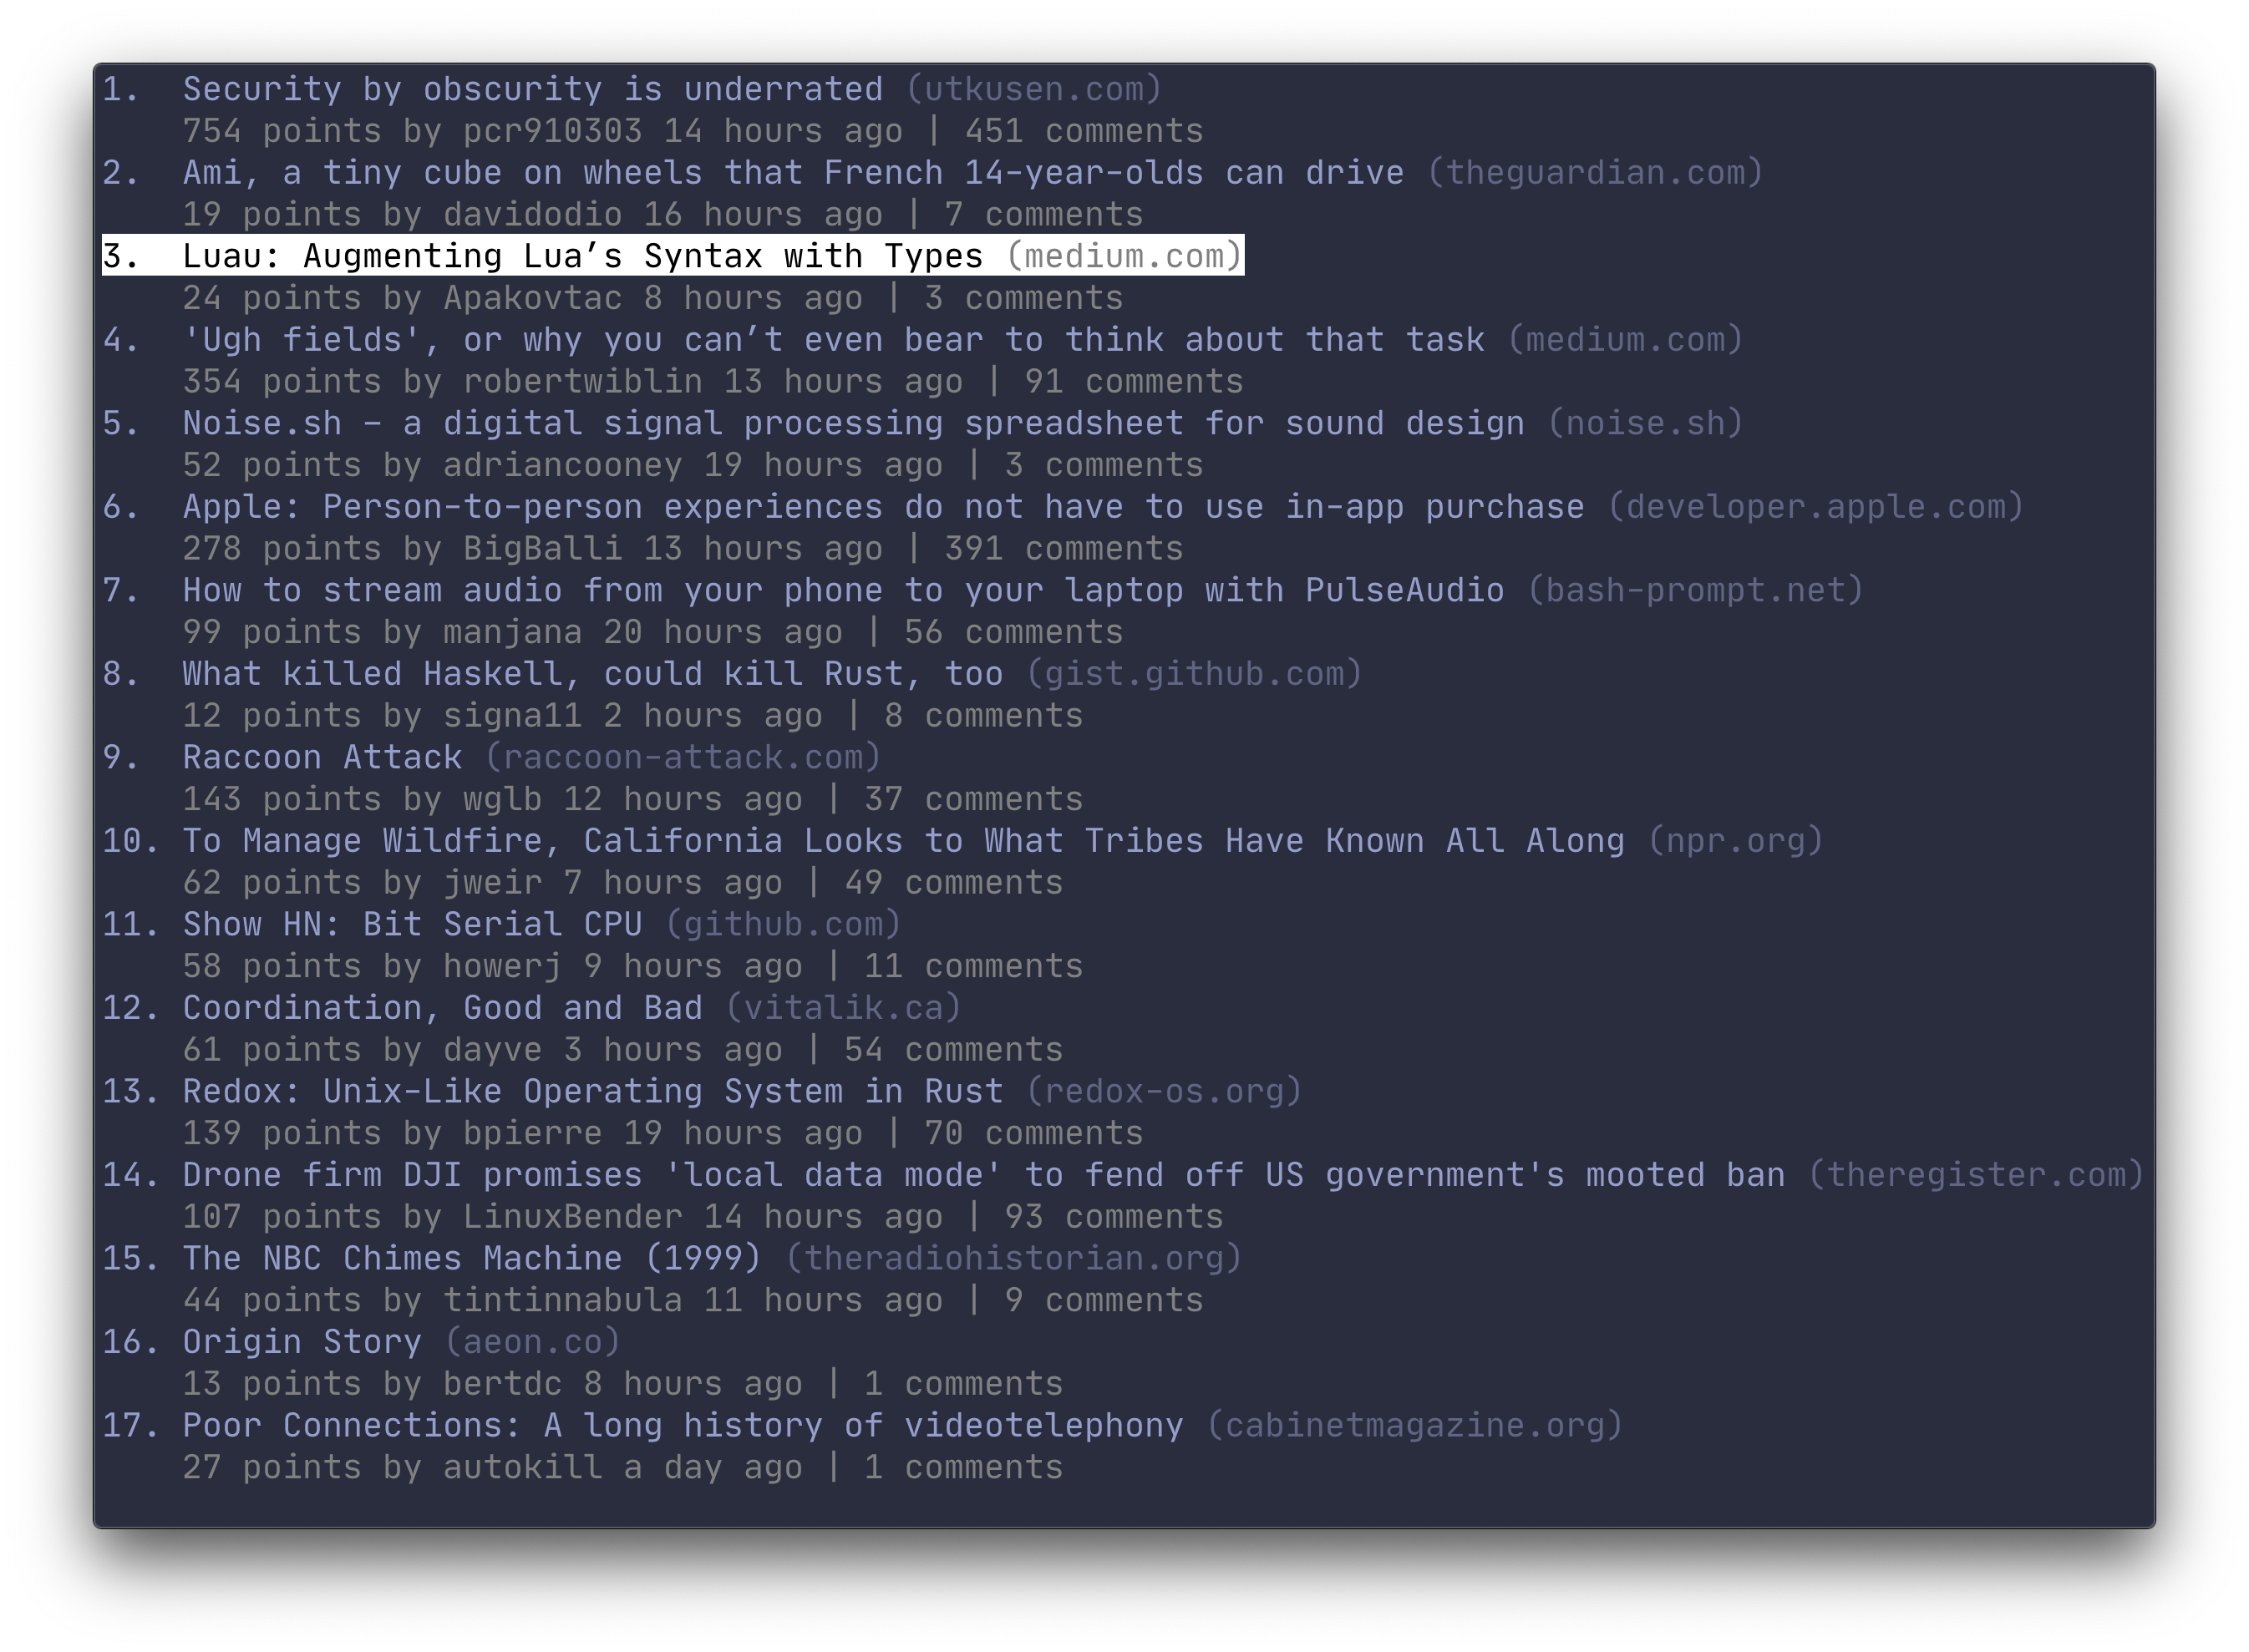 1. Security by obscurity is underrated (utkusen.com)
754 points by pcr910303 14 hours ago | 451 comments
2. Ami, a tiny cube on wheels that French 14-year-olds can drive (theguardian.com)
19 points by davidodio 16 hours ago | 7 comments
3. Luau: Augmenting Lua’s Syntax with Types (medium.com)
24 points by Apakovtac 8 hours ago | 3 comments
4. 'Ugh fields', or why you can’t even bear to think about that task (medium.com)
354 points by robertwiblin 13 hours ago | 91 comments
5. Noise.sh – a digital signal processing spreadsheet for sound design (noise.sh)
52 points by adriancooney 19 hours ago | 3 comments
6. Apple: Person-to-person experiences do not have to use in-app purchase (developer.apple.com)
278 points by BigBalli 13 hours ago | 391 comments
7. How to stream audio from your phone to your laptop with PulseAudio (bash-prompt.net)
99 points by manjana 20 hours ago | 56 comments
8. What killed Haskell, could kill Rust, too (gist.github.com)
12 points by signa11 2 hours ago | 8 comments
9. Raccoon Attack (raccoon-attack.com)
143 points by wglb 12 hours ago | 37 comments
10. To Manage Wildfire, California Looks to What Tribes Have Known All Along (npr.org)
62 points by jweir 7 hours ago | 49 comments
11. Show HN: Bit Serial CPU (github.com)
58 points by howerj 9 hours ago | 11 comments
12. Coordination, Good and Bad (vitalik.ca)
61 points by dayve 3 hours ago | 54 comments
13. Redox: Unix-Like Operating System in Rust (redox-os.org)
139 points by bpierre 19 hours ago | 70 comments
14. Drone firm DJI promises 'local data mode' to fend off US government's mooted ban (theregister.com)
107 points by LinuxBender 14 hours ago | 93 comments
15. The NBC Chimes Machine (1999) (theradiohistorian.org)
44 points by tintinnabula 11 hours ago | 9 comments
16. Origin Story (aeon.co)
13 points by bertdc 8 hours ago | 1 comments
17. Poor Connections: A long history of videotelephony (cabinetmagazine.org)
27 points by autokill a day ago | 1 comments